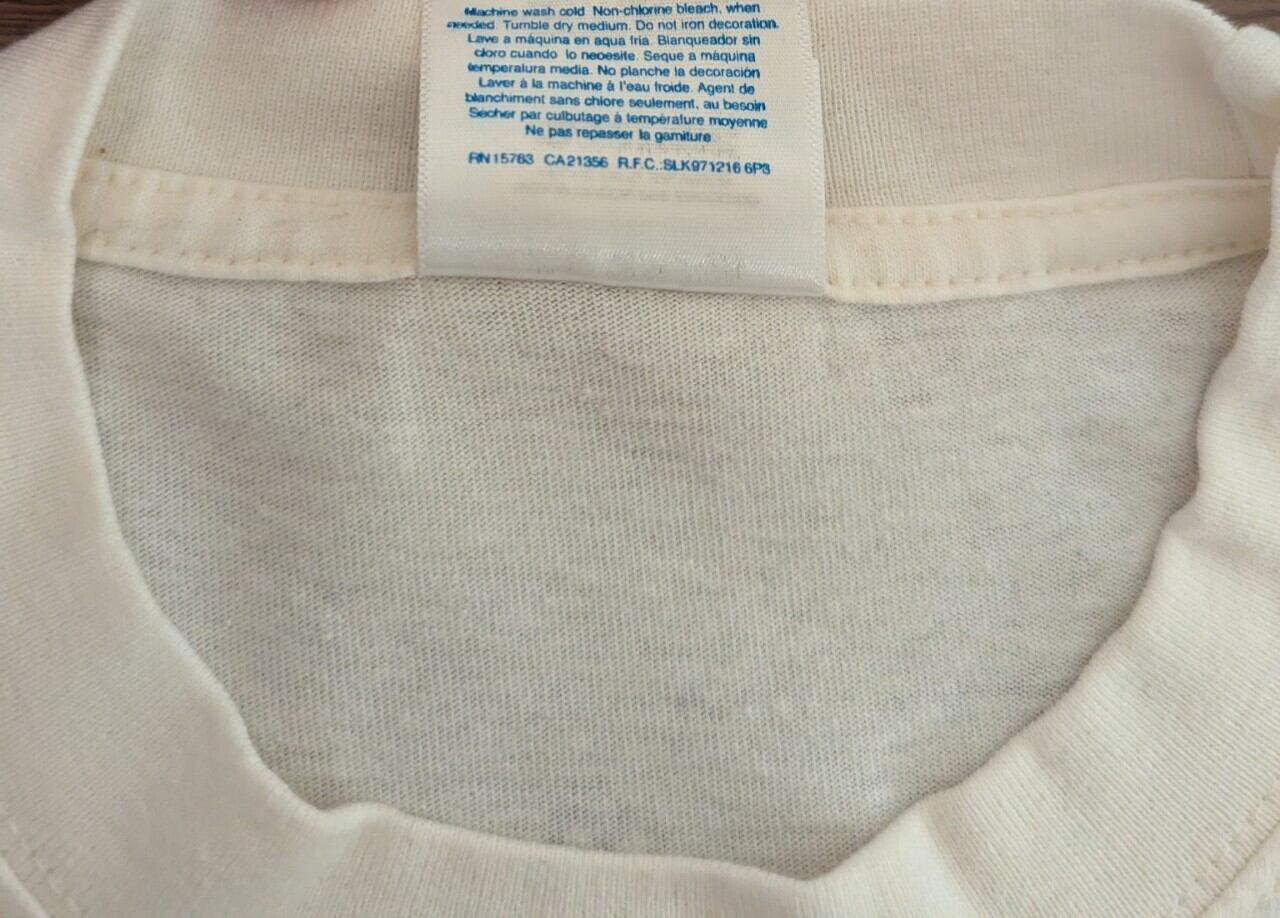 Machine wash cold Non-chlorine bleach, when
needed. Tumble dry medium. Do not iron decoration.
Lave a máquina en aqua fria. Blanqueador sin
cloro cuando lo necesite. Seque a máquina
temperalura media. No planche la decoración
Laver à la machine à l'eau froide. Agent de
blanchiment sans chlore seulement, au besoin
Secher par culbutage à température moyenne
Ne pas repasser la garniture
RN15763 CA21356 R.F.C.:SLK971216 6P3